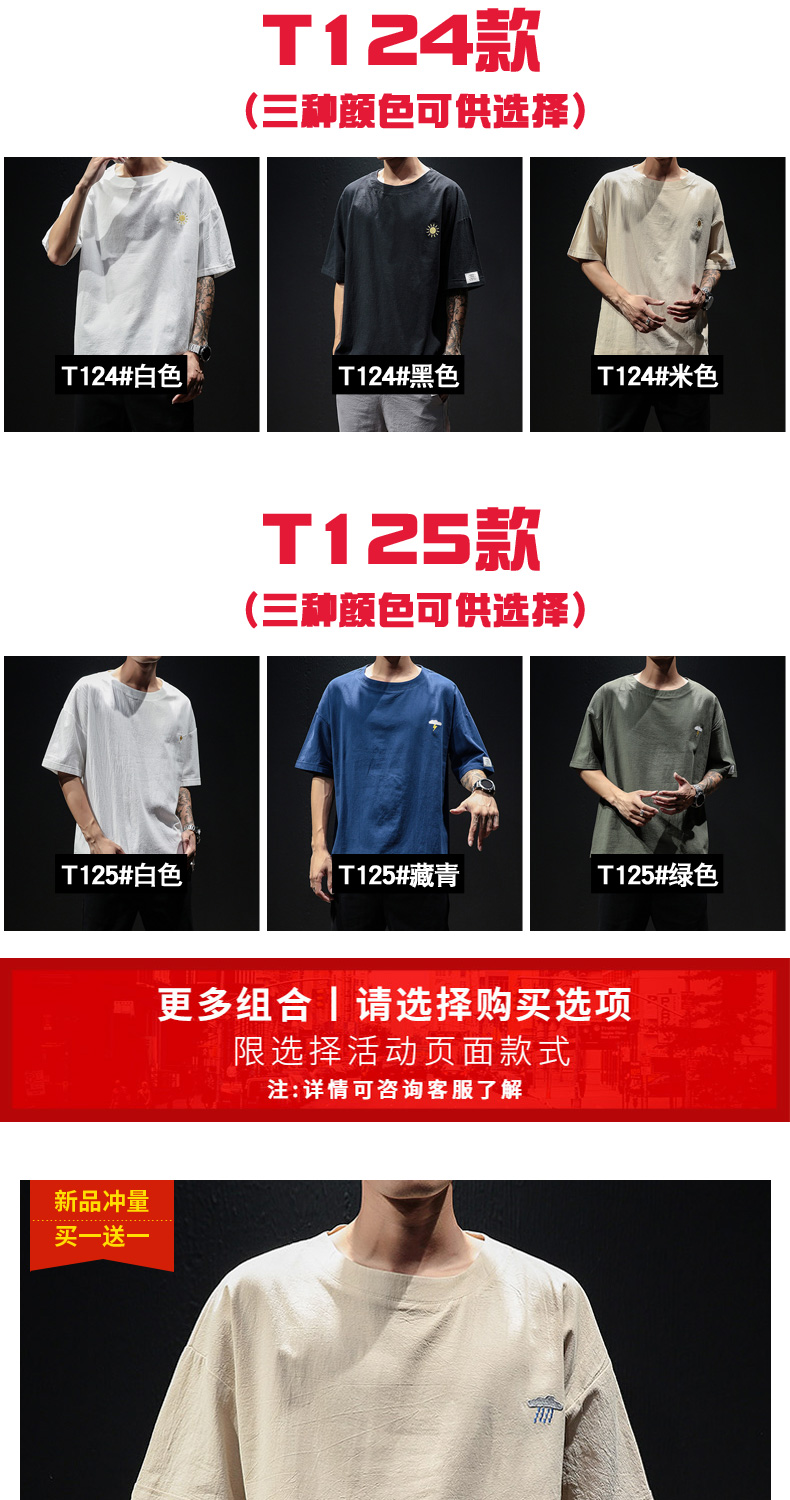 T124款
（三种颜色可供选择）
T124#白色
T124#黑色
T124#米色
T125款
（三种颜色可供选择）
T125#白色
T125#藏青
T125#绿色
更多组合丨请选择购买选项
限选择活动页面款式
注:详情可咨询客服了解
新品冲量
买一送一